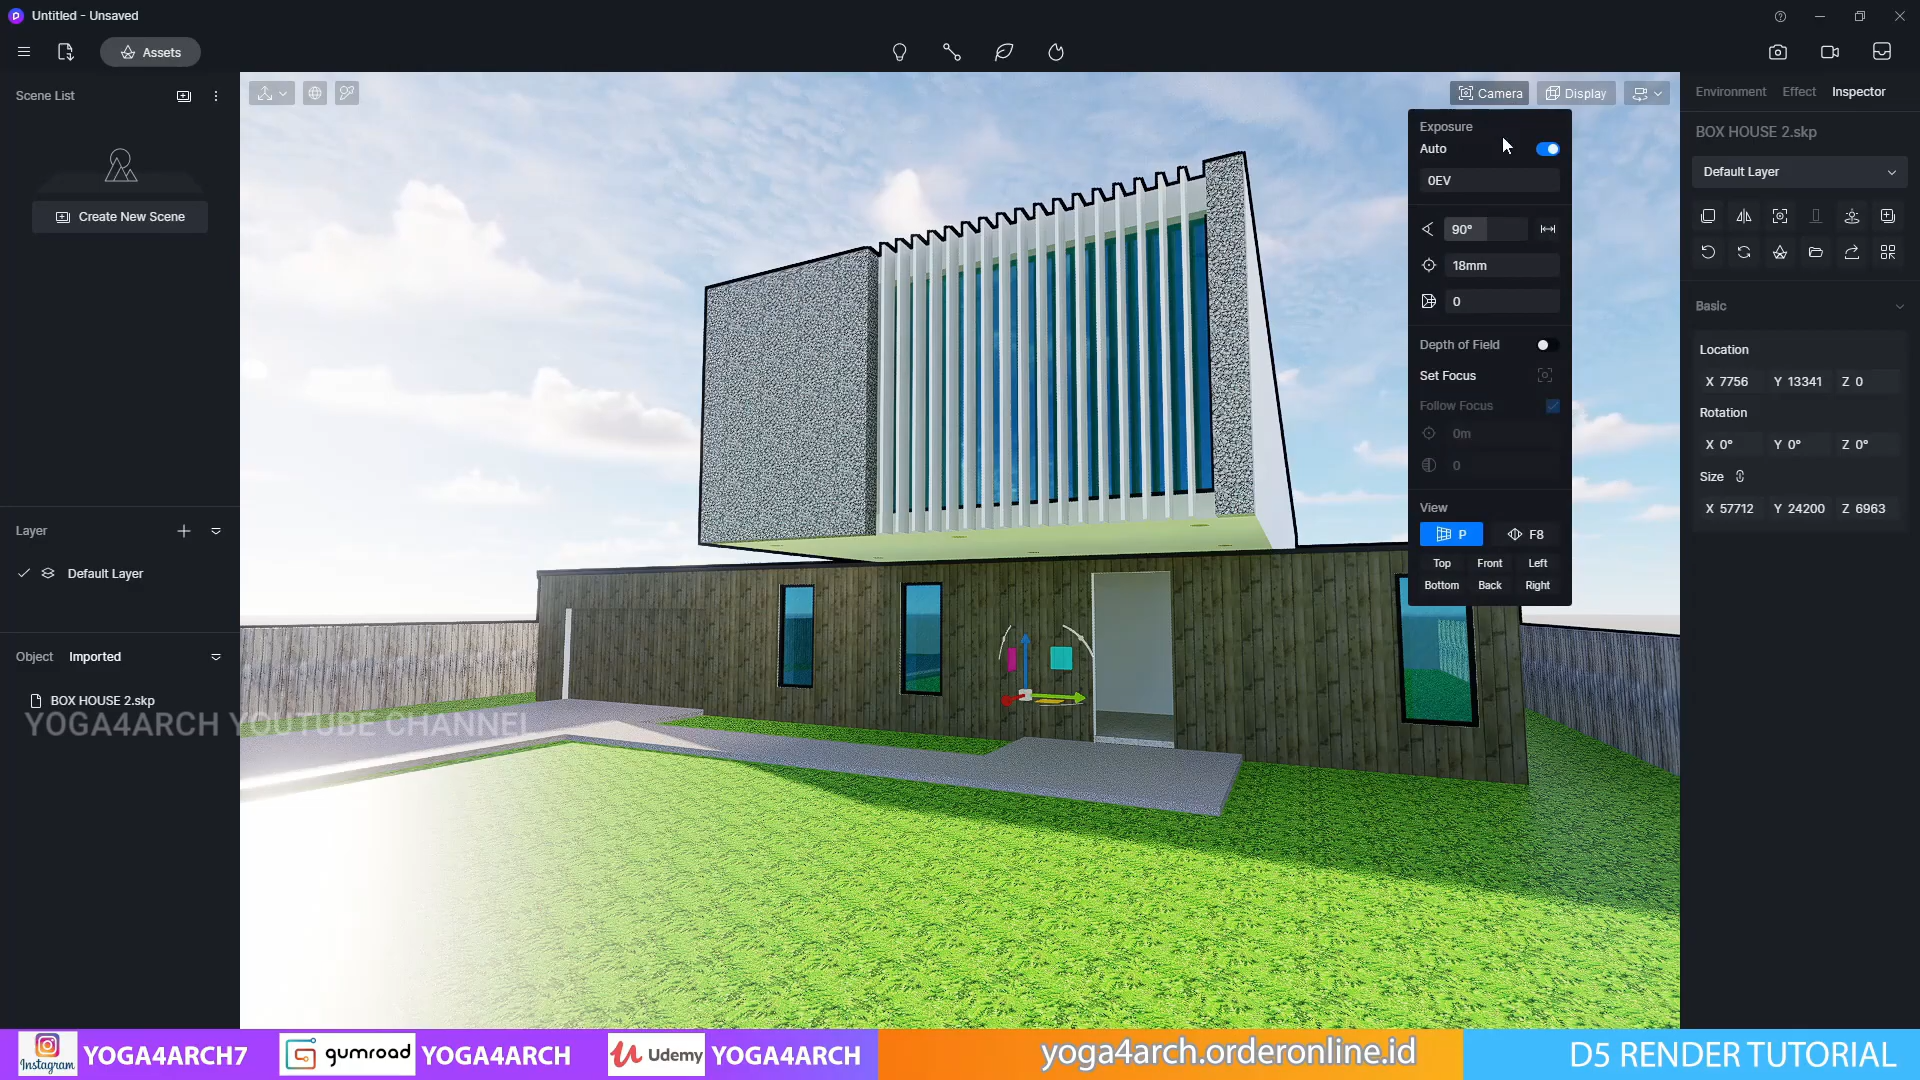 Untitled - Unsaved
Assets
Scene List
Create New Scene
Layer
Default Layer
Object Imported
BOX HOUSE 2.skp
YOGA4ARCH YOUTUBE CHANNEL
Camera
Display
Exposure
Auto
0EV
90°
18mm
0
Depth of Field
Set Focus
Follow Focus
0m
0
View
P F8
Top Front Left
Bottom Back Right
Environment Effect Inspector
BOX HOUSE 2.skp
Default Layer
Basic
Location
X 7756 Y 13341 Z 0
Rotation
X 0° Y 0° Z 0°
Size
X 57712 Y 24200 Z 6963
Instagram YOGA4ARCH7 gumroad YOGA4ARCH Udemy YOGA4ARCH yoga4arch.orderonline.id D5 RENDER TUTORIAL